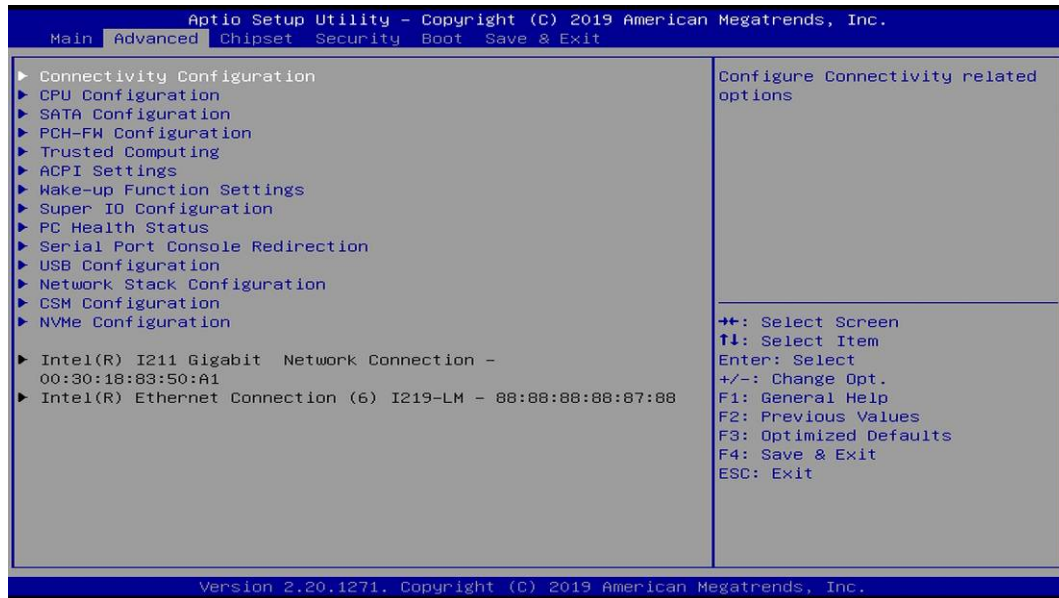 Aptio Setup Utility – Copyright (C) 2019 American Megatrends, Inc.
Main Advanced Chipset Security Boot Save & Exit
▶ Connectivity Configuration
▶ CPU Configuration
▶ SATA Configuration
▶ PCH-FW Configuration
▶ Trusted Computing
▶ ACPI Settings
▶ Wake-up Function Settings
▶ Super IO Configuration
▶ PC Health Status
▶ Serial Port Console Redirection
▶ USB Configuration
▶ Network Stack Configuration
▶ CSM Configuration
▶ NVMe Configuration
▶ Intel(R) I211 Gigabit  Network Connection –
00:30:18:83:50:A1
▶ Intel(R) Ethernet Connection (6) I219-LM – 88:88:88:88:87:88
Configure Connectivity related
options
→←: Select Screen
↑↓: Select Item
Enter: Select
+/-: Change Opt.
F1: General Help
F2: Previous Values
F3: Optimized Defaults
F4: Save & Exit
ESC: Exit
Version 2.20.1271. Copyright (C) 2019 American Megatrends, Inc.